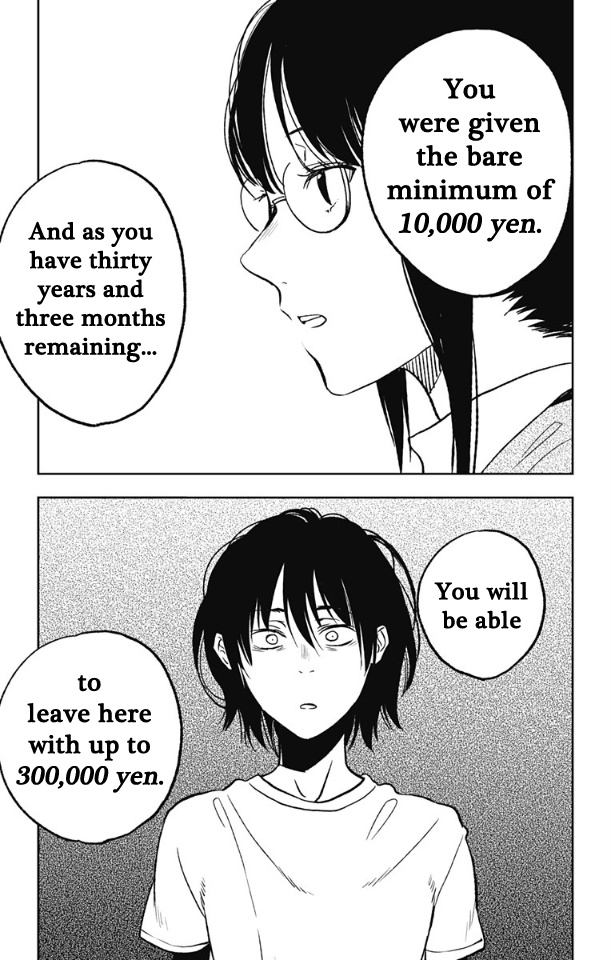 You
were given
the bare
minimum of
10,000 yen.
And as you
have thirty
years and
three months
remaining...
You will
be able
to
leave here
with up to
300,000 yen.